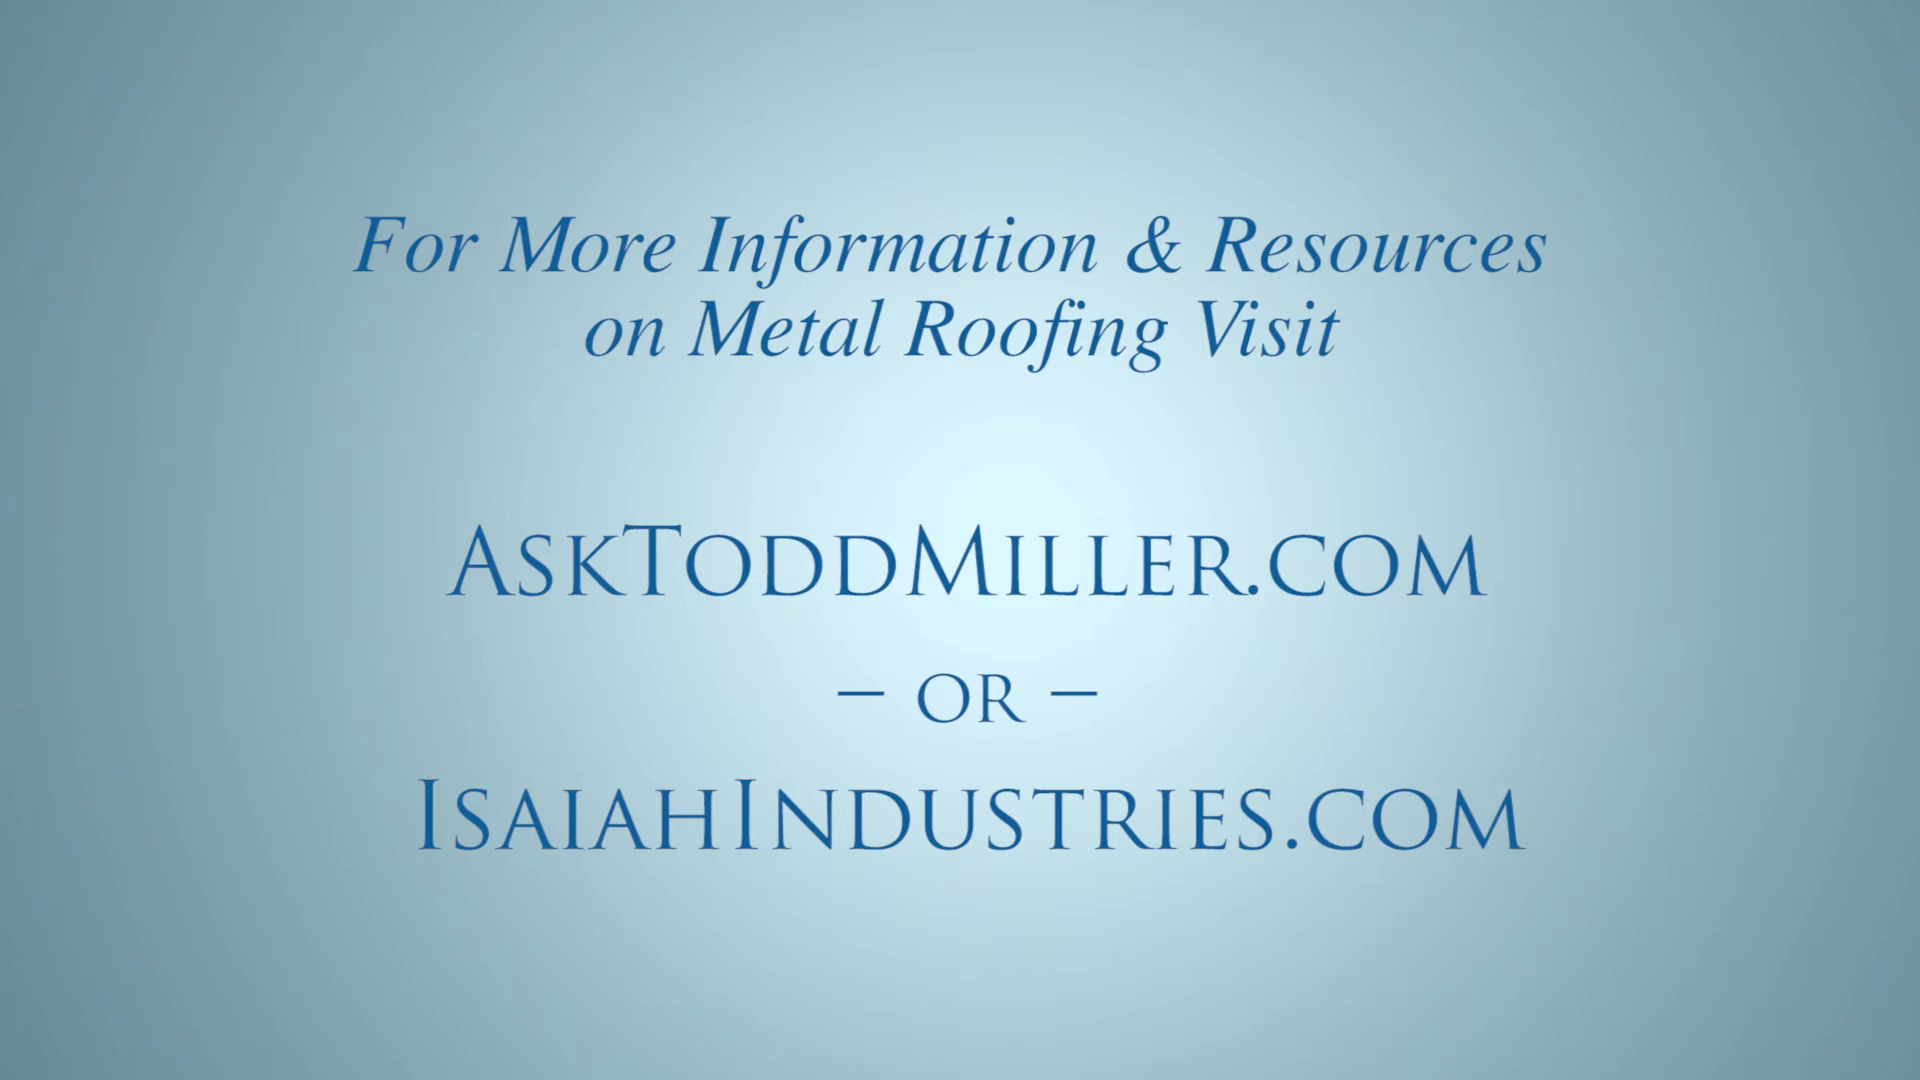 For More Information & Resources
on Metal Roofing Visit
AskToddMiller.com
– or –
IsaiahIndustries.com